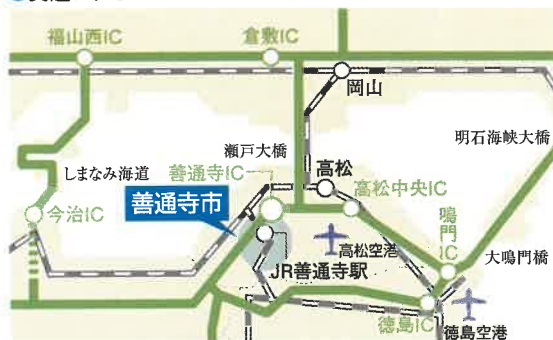 福山西IC
倉敷IC
岡山
明石海峡大橋
瀬戸大橋
しまなみ海道
善通寺IC
高松
高松中央IC
今治IC
善通寺市
鳴門IC
高松空港
大鳴門橋
JR善通寺駅
徳島IC
徳島空港